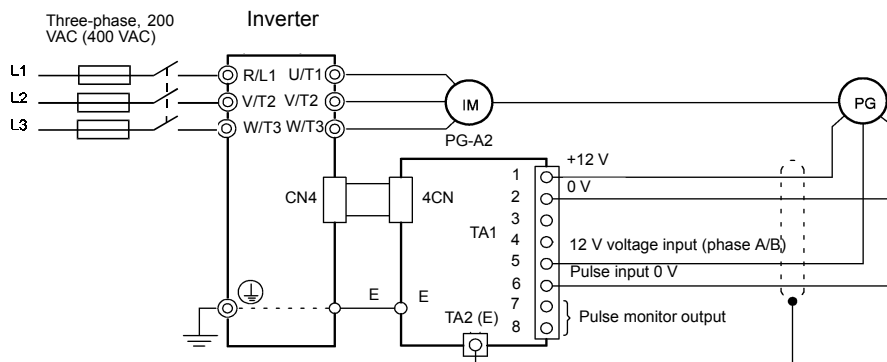 Three-phase, 200
VAC (400 VAC)
Inverter
L1
R/L1 U/T1
L2
V/T2 V/T2
IM
PG
L3
W/T3 W/T3
PG-A2
+12 V
1
0 V
CN4
4CN
2
3
TA1
4
12 V voltage input (phase A/B)
5
Pulse input 0 V
6
E
E
7
TA2 (E)
Pulse monitor output
8